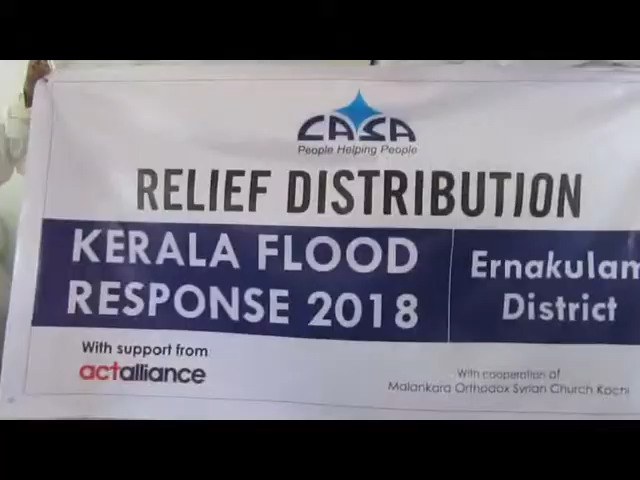 CASA
People Helping People
RELIEF DISTRIBUTION
KERALA FLOOD
RESPONSE 2018
Ernakulam
District
With support from
actalliance
With cooperation of
Malankara Orthodox Syrian Church Kochi